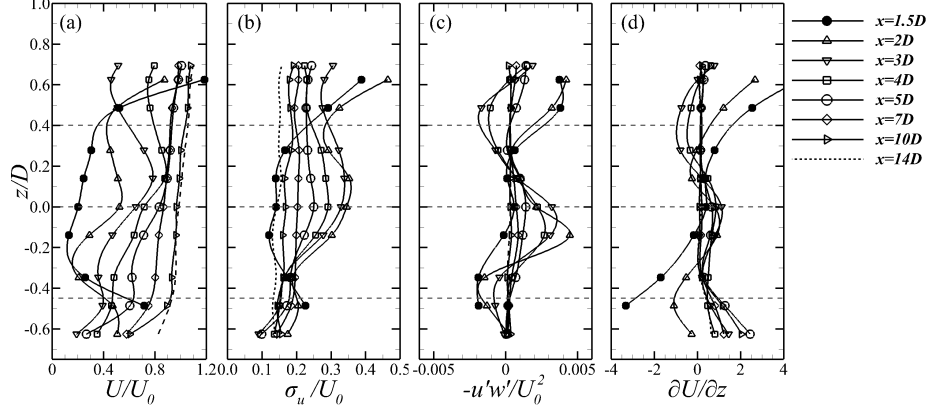 (a) (b) (c) (d)
1.0
0.8
0.6
0.4
0.2
0.0
-0.2
-0.4
-0.6
z/D
0 0.4 0.8 1.2
0.0 0.1 0.2 0.3 0.4 0.5
-0.005 0 0.005
-4 -2 0 2 4
U/U₀
σᵤ/U₀
-u'w'/U₀²
∂U/∂z
x=1.5D
x=2D
x=3D
x=4D
x=5D
x=7D
x=10D
x=14D